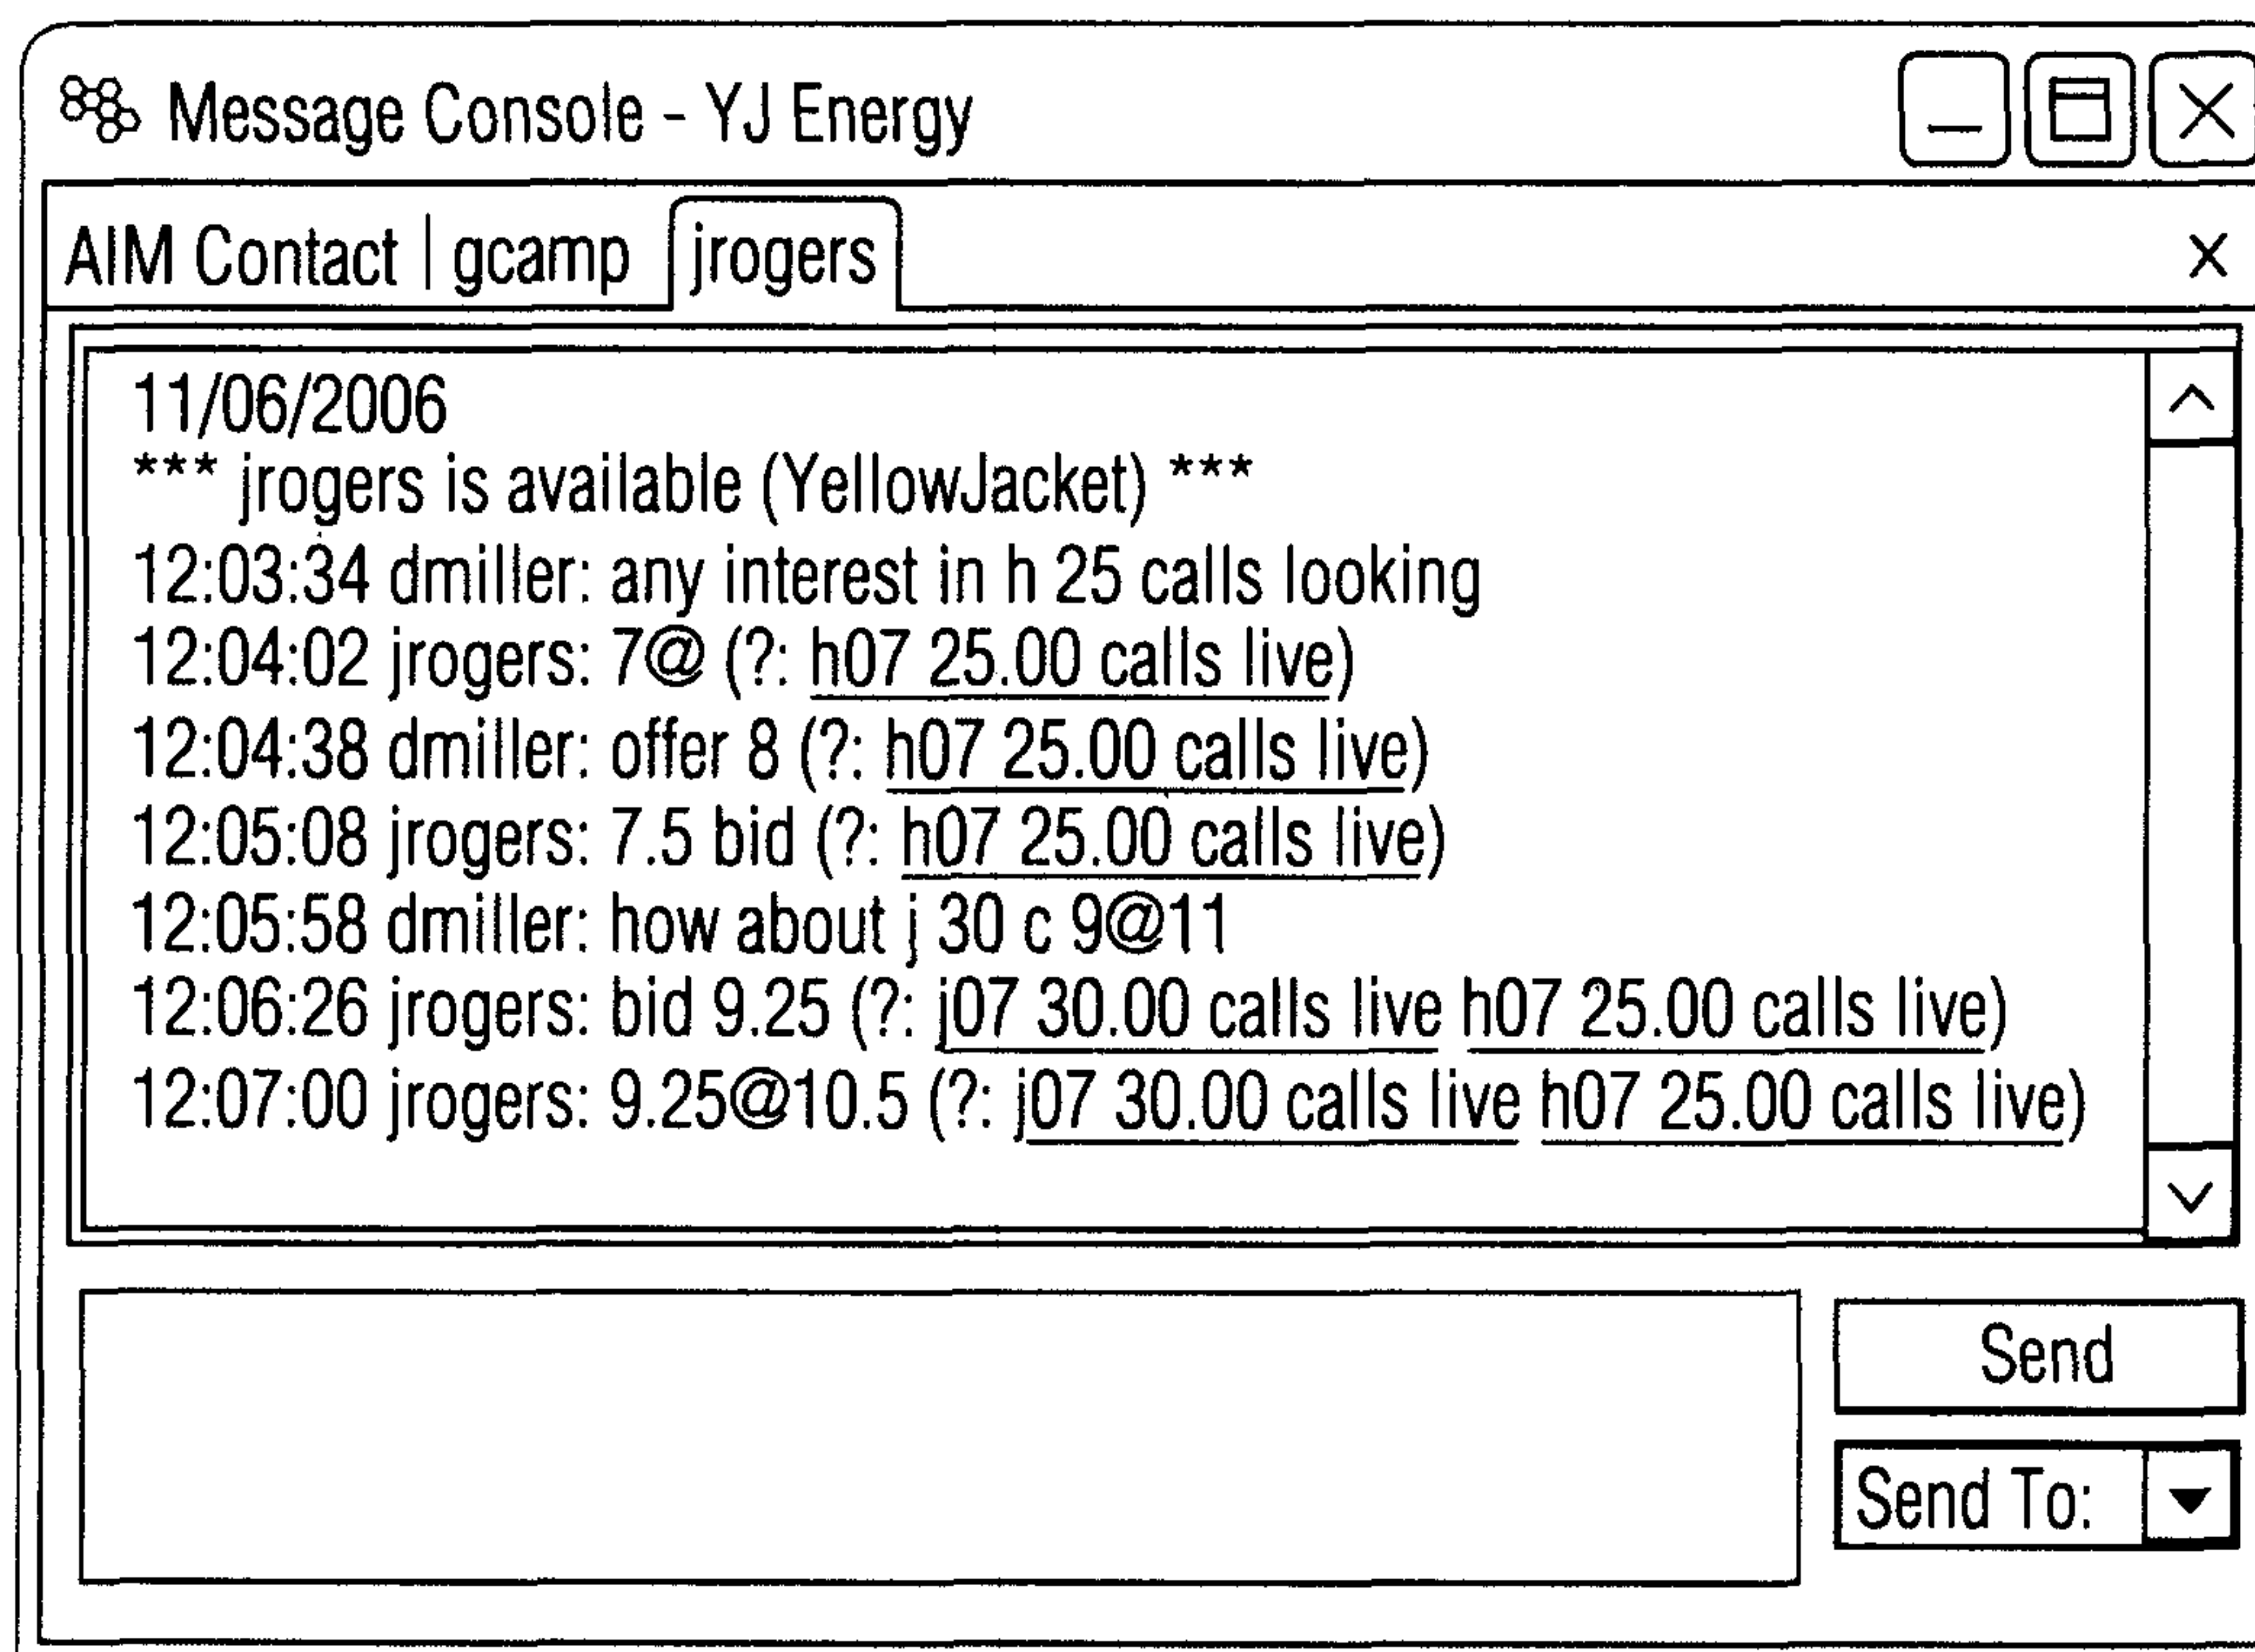 Message Console - YJ Energy
AIM Contact | gcamp jrogers x
11/06/2006
*** jrogers is available (YellowJacket) ***
12:03:34 dmiller: any interest in h 25 calls looking
12:04:02 jrogers: 7@ (?: h07 25.00 calls live)
12:04:38 dmiller: offer 8 (?: h07 25.00 calls live)
12:05:08 jrogers: 7.5 bid (?: h07 25.00 calls live)
12:05:58 dmiller: how about j 30 c 9@11
12:06:26 jrogers: bid 9.25 (?: j07 30.00 calls live h07 25.00 calls live)
12:07:00 jrogers: 9.25@10.5 (?: j07 30.00 calls live h07 25.00 calls live)
Send
Send To: